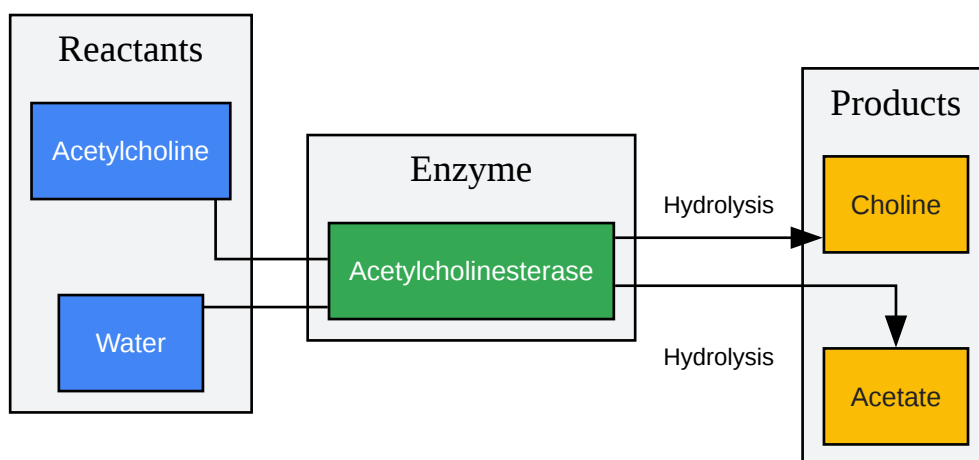 Reactants
Acetylcholine
Water
Enzyme
Acetylcholinesterase
Hydrolysis
Hydrolysis
Products
Choline
Acetate